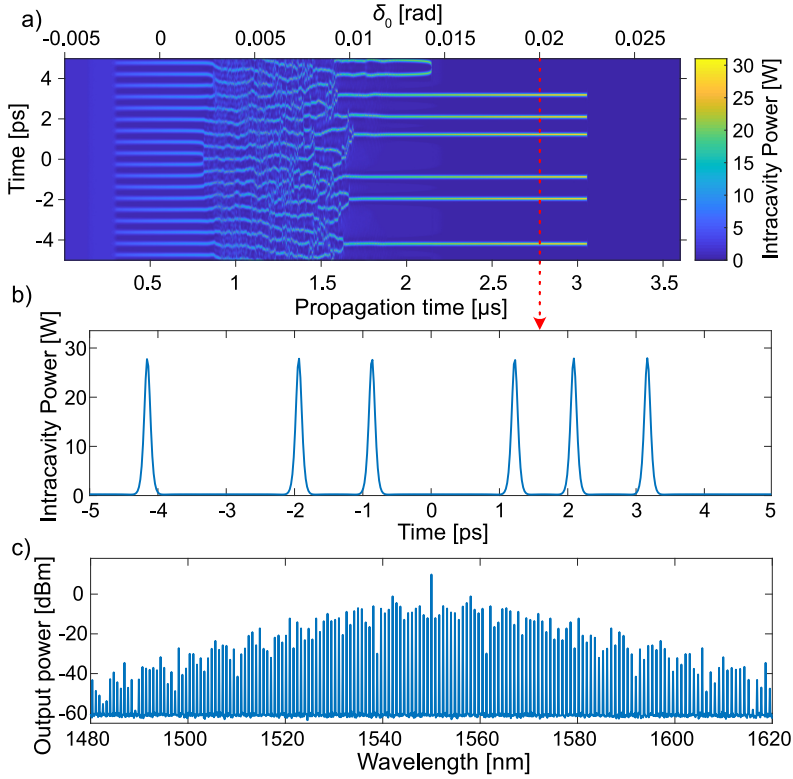 a)
δ₀ [rad]
-0.005 0 0.005 0.01 0.015 0.02 0.025
Time [ps]
4
2
0
-2
-4
0.5 1 1.5 2 2.5 3 3.5
Propagation time [µs]
30
25
20
15
10
5
0
Intracavity Power [W]
b)
Intracavity Power [W]
30
20
10
0
-5 -4 -3 -2 -1 0 1 2 3 4 5
Time [ps]
c)
Output power [dBm]
0
-20
-40
-60
1480 1500 1520 1540 1560 1580 1600 1620
Wavelength [nm]